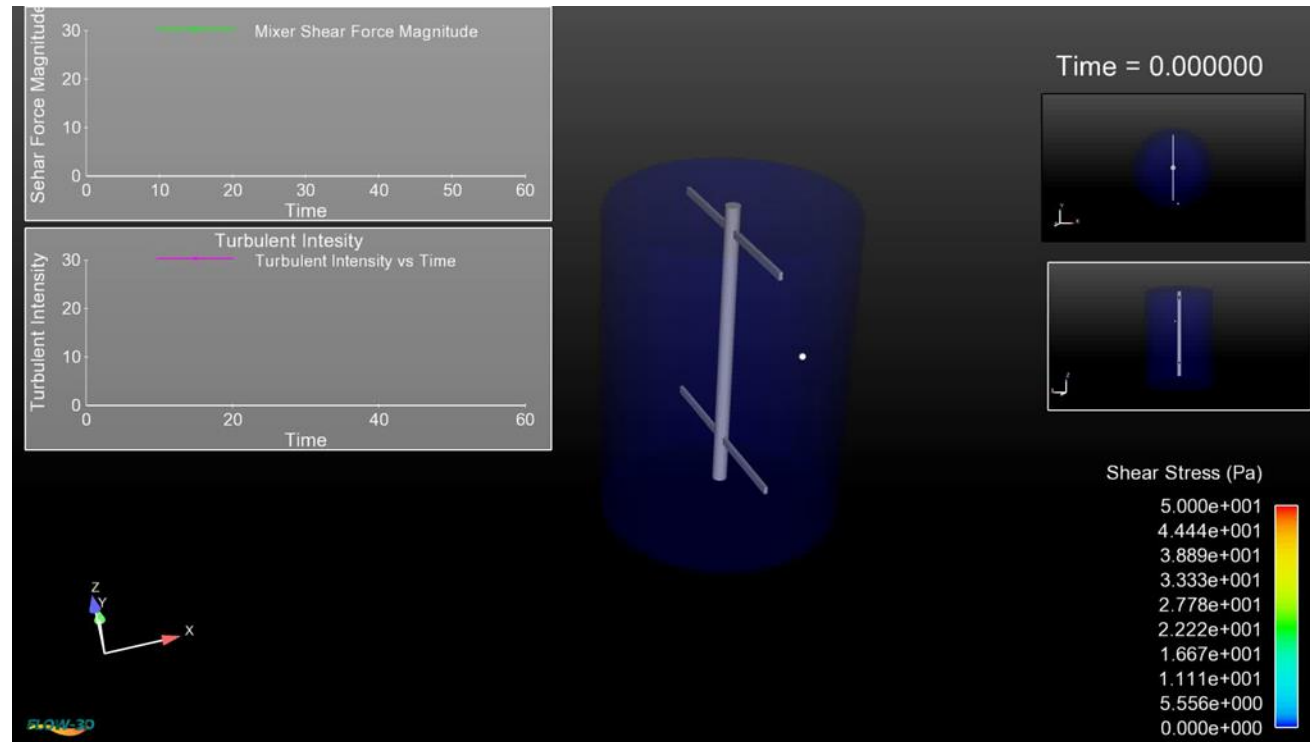 Sehar Force Magnitude
30
20
10
0
Mixer Shear Force Magnitude
0 10 20 30 40 50 60
Time
Turbulent Intesity
Turbulent Intensity
30
20
10
0
Turbulent Intensity vs Time
0 20 40 60
Time
Time = 0.000000
Shear Stress (Pa)
5.000e+001
4.444e+001
3.889e+001
3.333e+001
2.778e+001
2.222e+001
1.667e+001
1.111e+001
5.556e+000
0.000e+000
Z
Y
X
FLOW-3D